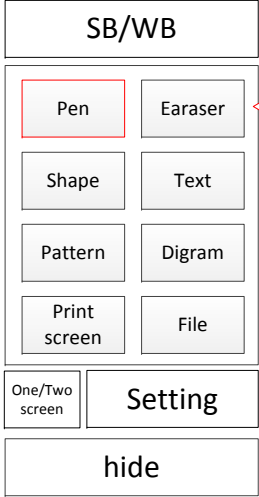 SB/WB
Pen
Earaser
Shape
Text
Pattern
Digram
Print
screen
File
One/Two
screen
Setting
hide